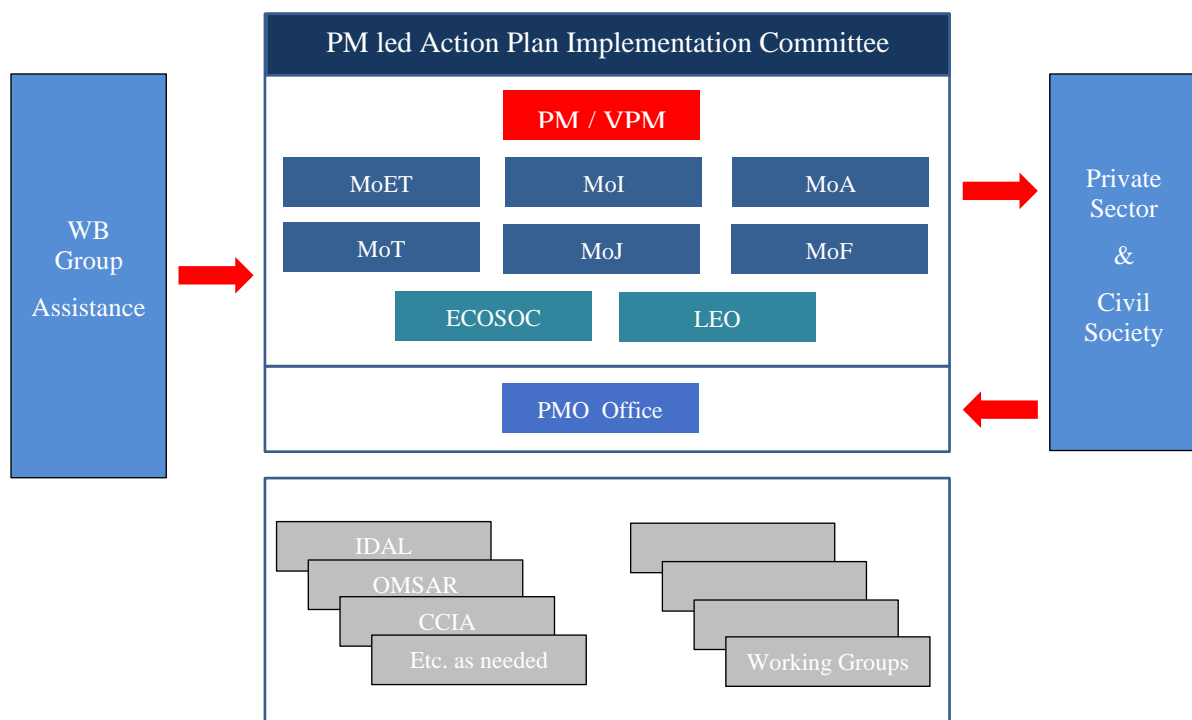 PM led Action Plan Implementation Committee
WB
Group
Assistance
PM / VPM
MoET
MoI
MoA
MoT
MoJ
MoF
ECOSOC
LEO
PMO Office
Private
Sector
&
Civil
Society
IDAL
OMSAR
CCIA
Etc. as needed
Working Groups